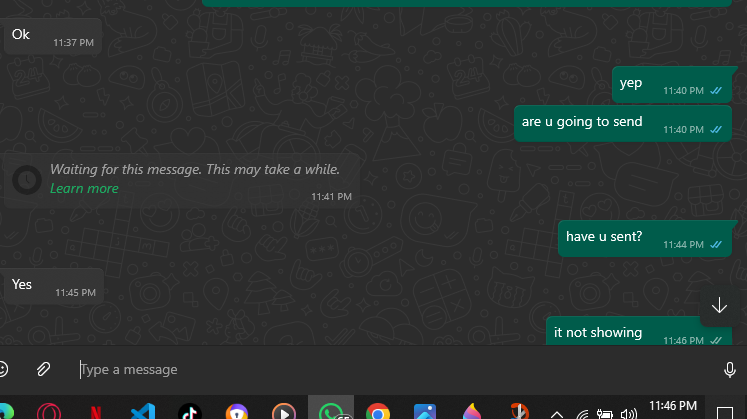 Ok
11:37 PM
yep
11:40 PM
are u going to send
11:40 PM
Waiting for this message. This may take a while.
Learn more
11:41 PM
have u sent?
11:44 PM
Yes
11:45 PM
it not showing
11:46 PM
Type a message
11:46 PM